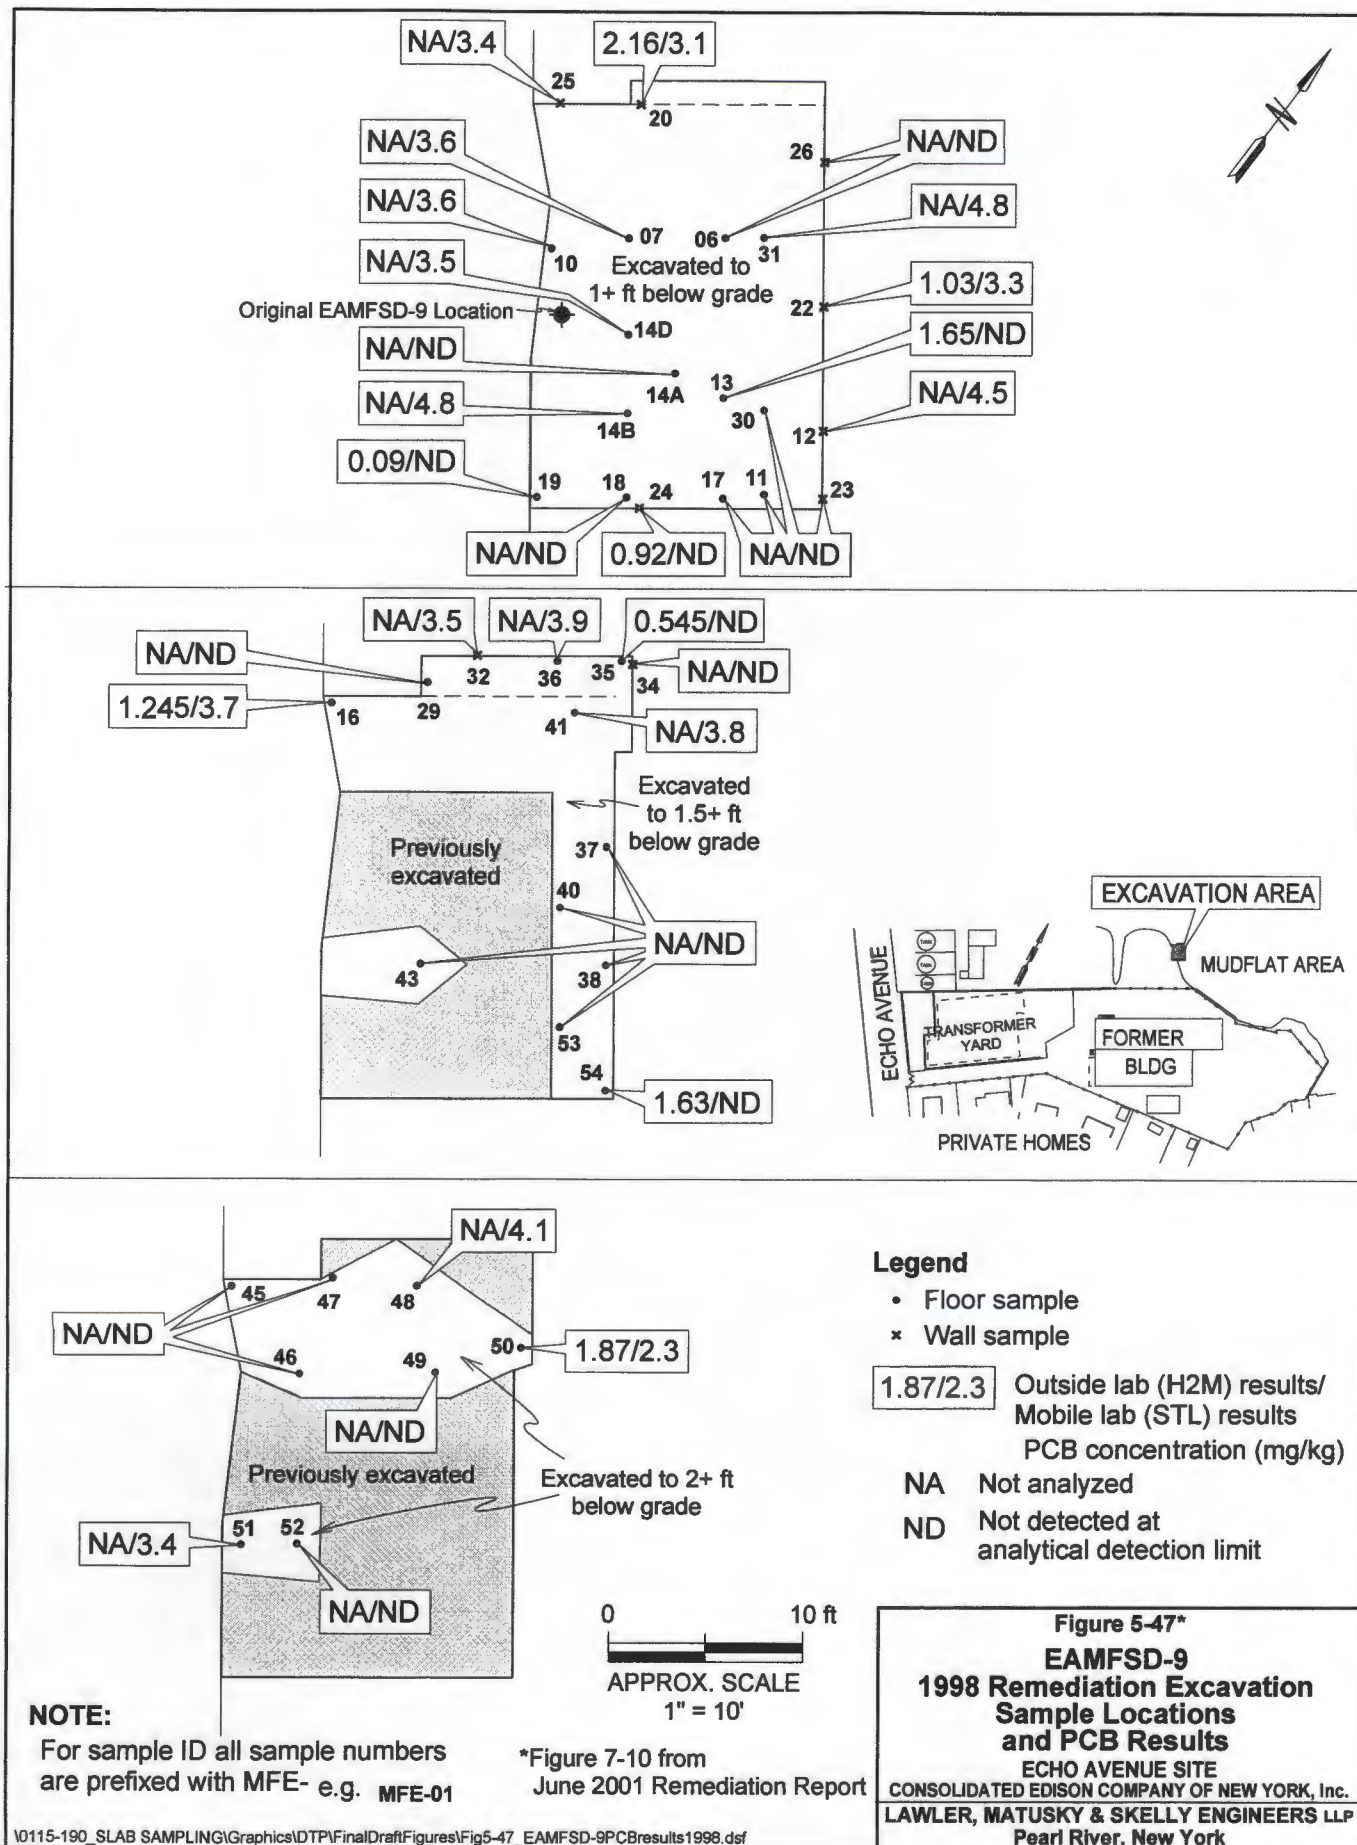 NA/3.4
2.16/3.1
25
20
NA/3.6
26
NA/ND
NA/3.6
NA/4.8
07
06
31
10
Excavated to
1+ ft below grade
NA/3.5
1.03/3.3
22
Original EAMFSD-9 Location
14D
1.65/ND
NA/ND
13
14A
NA/4.8
NA/4.5
30
12
14B
0.09/ND
19
18
24
17
11
23
NA/ND
0.92/ND
NA/ND
NA/3.5
NA/3.9
0.545/ND
NA/ND
32
36
35
34
NA/ND
1.245/3.7
16
29
41
NA/3.8
Excavated
to 1.5+ ft
below grade
Previously
excavated
37
40
NA/ND
43
38
53
54
1.63/ND
EXCAVATION AREA
MUDFLAT AREA
ECHO AVENUE
TANK
TANK
TANK
TRANSFORMER
YARD
FORMER
BLDG
PRIVATE HOMES
NA/4.1
45
47
48
NA/ND
50
1.87/2.3
46
49
NA/ND
Previously excavated
Excavated to 2+ ft
below grade
51
52
NA/3.4
NA/ND
Legend
Floor sample
Wall sample
1.87/2.3 Outside lab (H2M) results/
Mobile lab (STL) results
PCB concentration (mg/kg)
NA Not analyzed
ND Not detected at
analytical detection limit
0 10 ft
APPROX. SCALE
1" = 10'
NOTE:
For sample ID all sample numbers
are prefixed with MFE- e.g. MFE-01
*Figure 7-10 from
June 2001 Remediation Report
Figure 5-47*
EAMFSD-9
1998 Remediation Excavation
Sample Locations
and PCB Results
ECHO AVENUE SITE
CONSOLIDATED EDISON COMPANY OF NEW YORK, Inc.
LAWLER, MATUSKY & SKELLY ENGINEERS LLP
Pearl River, New York
\0115-190_SLAB SAMPLING\Graphics\DTP\FinalDraftFigures\Fig5-47_EAMFSD-9PCBresults1998.dsf